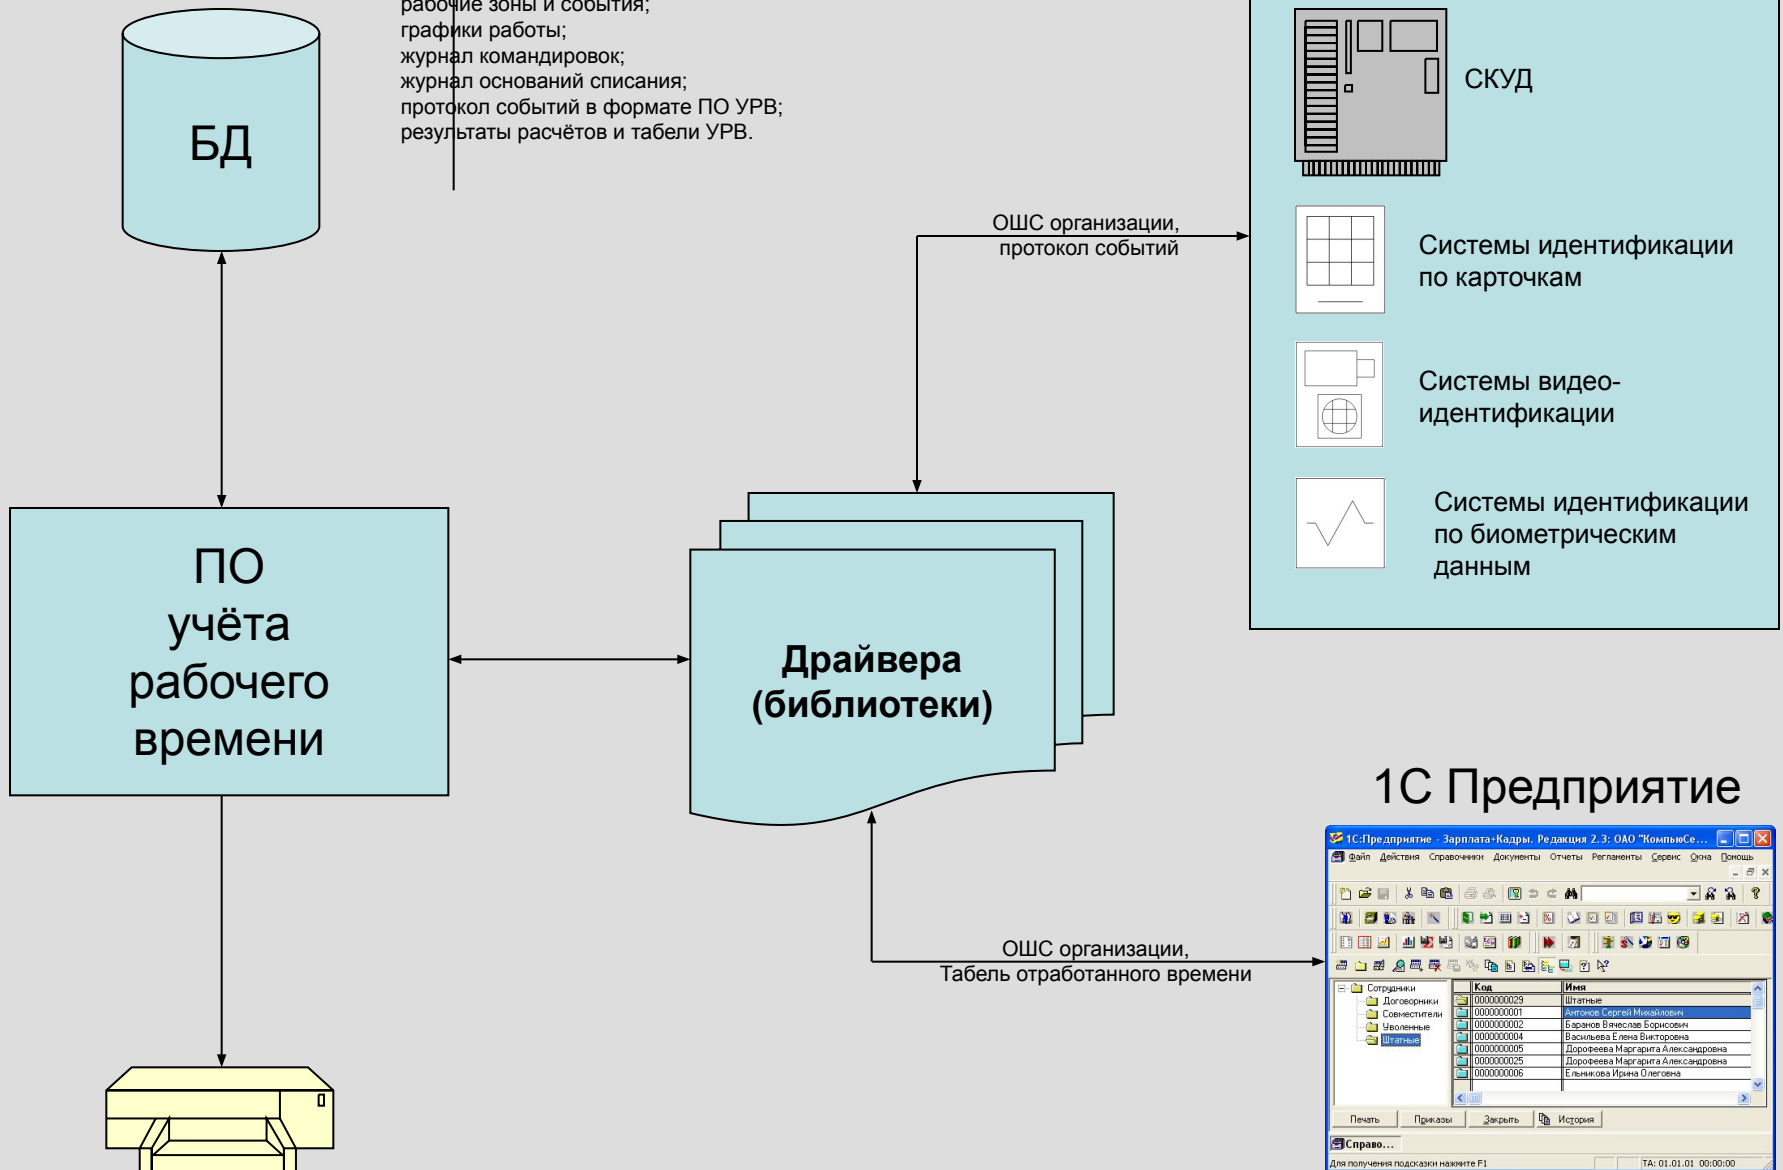 рабочие зоны и события;
графики работы;
журнал командировок;
журнал оснований списания;
протокол событий в формате ПО УРВ;
результаты расчётов и табели УРВ.
БД
СКУД
ОШС организации,
протокол событий
Системы идентификации
по карточкам
Системы видео-
идентификации
Системы идентификации
по биометрическим
данным
ПО
учёта
рабочего
времени
Драйвера
(библиотеки)
1С Предприятие
1С:Предприятие - Зарплата+Кадры. Редакция 2.3: ОАО "КомпьюСе...
Файл Действия Справочники Документы Отчеты Регламенты Сервис Окна Помощь
ОШС организации,
Табель отработанного времени
Сотрудники
Договорники
Совместители
Уволенные
Штатные
Код Имя
0000000029 Штатные
0000000001 Антонов Сергей Михайлович
0000000002 Баранов Вячеслав Борисович
0000000004 Васильева Елена Викторовна
0000000005 Дорофеева Маргарита Александровна
0000000025 Дорофеева Маргарита Александровна
0000000006 Ельникова Ирина Олеговна
Печать Приказы Закрыть История
Справо...
Для получения подсказки нажмите F1 ТА: 01.01.01 00:00:00